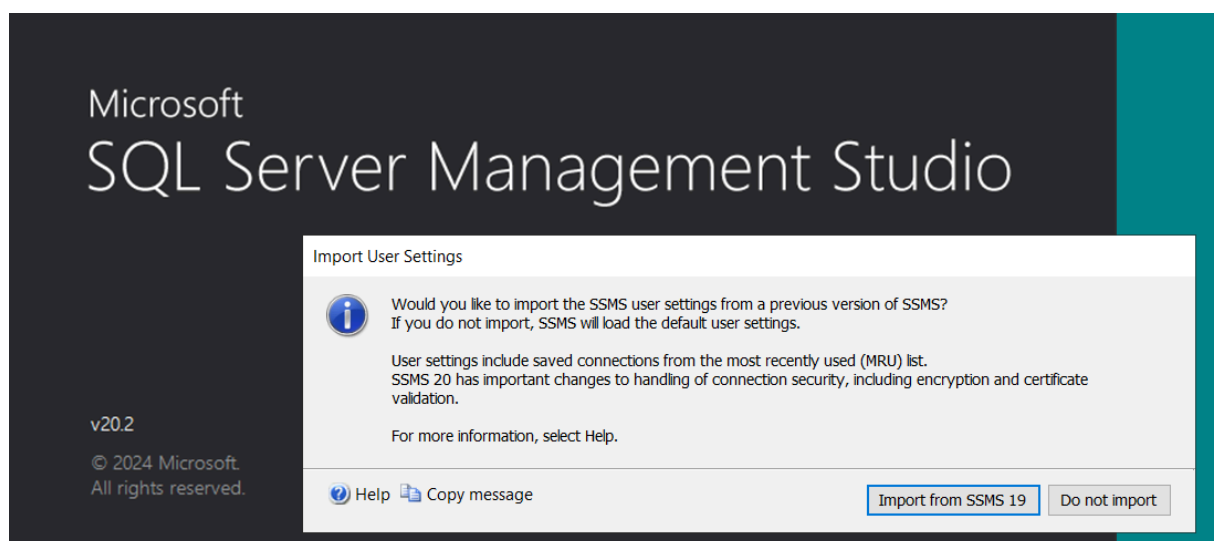 Microsoft
SQL Server Management Studio
Import User Settings
Would you like to import the SSMS user settings from a previous version of SSMS?
If you do not import, SSMS will load the default user settings.
User settings include saved connections from the most recently used (MRU) list.
SSMS 20 has important changes to handling of connection security, including encryption and certificate
validation.
For more information, select Help.
v20.2
© 2024 Microsoft.
All rights reserved.
Help Copy message
Import from SSMS 19 Do not import